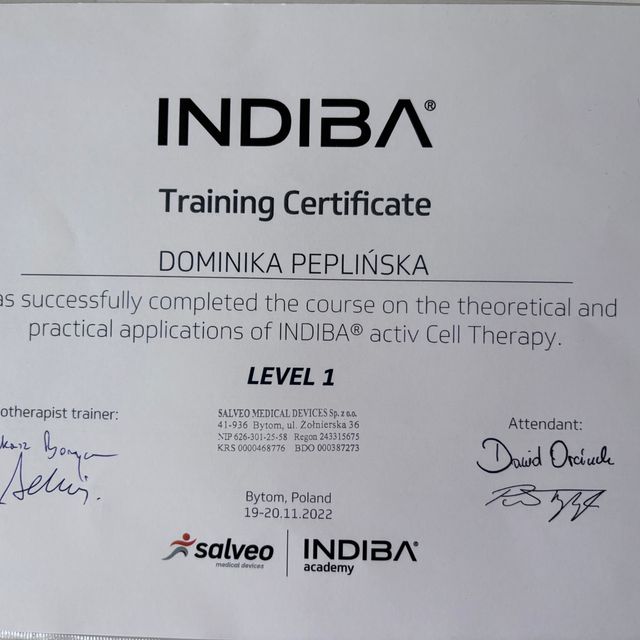 INDIBA®
Training Certificate
DOMINIKA PEPLIŃSKA
as successfully completed the course on the theoretical and
practical applications of INDIBA® activ Cell Therapy.
LEVEL 1
otherapist trainer:
SALVEO MEDICAL DEVICES Sp. z o.o.
41-936 Bytom, ul. Żołnierska 36
NIP 626-301-25-58 Regon 243315675
KRS 0000468776 BDO 000387273
Attendant:
Dawid
Bytom, Poland
19-20.11.2022
salveo
medical devices
INDIBA®
academy